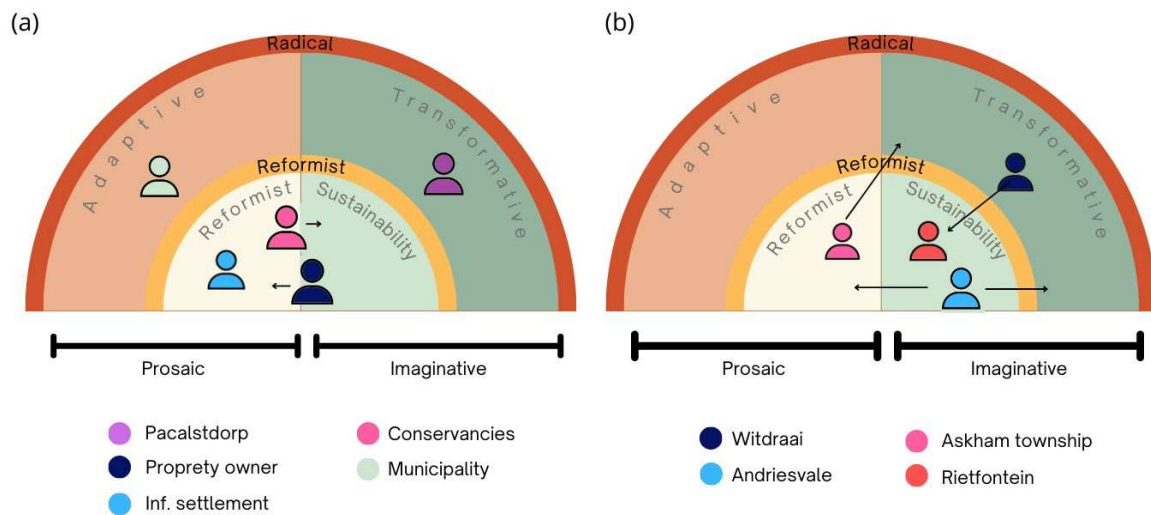 (a)
Radical
Adaptive
Transformative
Reformist
Reformist
Sustainability
Prosaic
Imaginative
Pacalstdorp
Proprety owner
Inf. settlement
Conservancies
Municipality
(b)
Radical
Adaptive
Transformative
Reformist
Reformist
Sustainability
Prosaic
Imaginative
Witdraai
Andriesvale
Askham township
Rietfontein